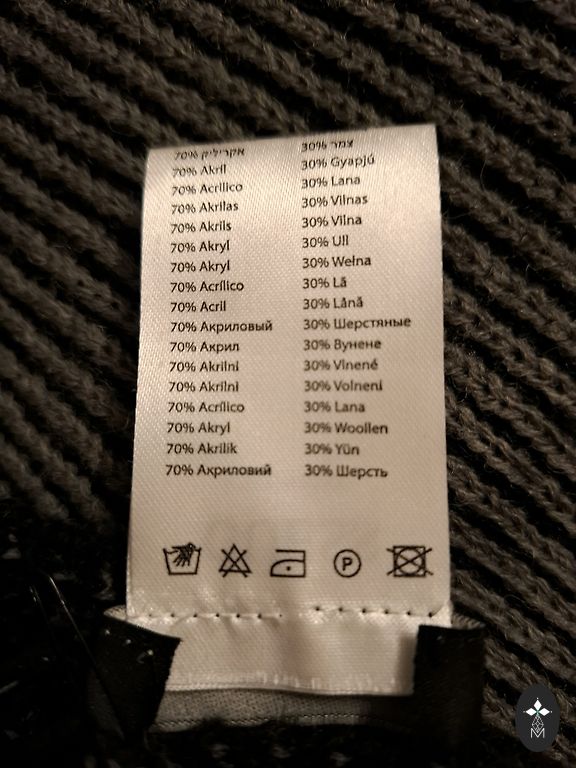 70% אקריליק 30% צמר
70% Akril 30% Gyapjú
70% Acrilico 30% Lana
70% Akrilas 30% Vilnas
70% Akrils 30% Vilna
70% Akryl 30% Ull
70% Akryl 30% Wełna
70% Acrílico 30% Lã
70% Acril 30% Lână
70% Акриловый 30% Шерстяные
70% Акрил 30% Вунене
70% Akrilni 30% Vlnené
70% Akrilni 30% Volneni
70% Acrílico 30% Lana
70% Akryl 30% Woollen
70% Akrilik 30% Yün
70% Акриловий 30% Шерсть
P
M